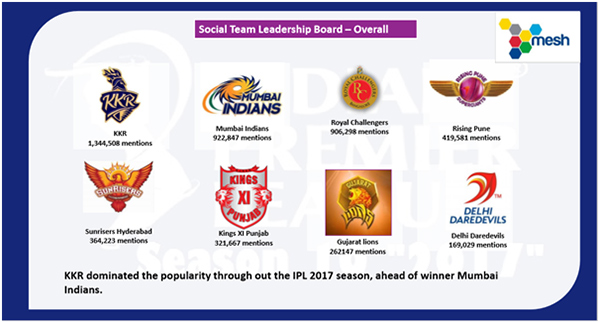 Social Team Leadership Board – Overall
mesh
KKR
MUMBAI
INDIANS
ROYAL CHALLENGERS
RC
RISING PUNE
SUPERGIANTS
KKR
1,344,508 mentions
Mumbai Indians
922,847 mentions
Royal Challengers
906,298 mentions
Rising Pune
419,581 mentions
SUNRISERS
KINGS
XI
PUNJAB
GUJARAT
LIONS
DELHI
DAREDEVILS
Sunrisers Hyderabad
364,223 mentions
Kings XI Punjab
321,667 mentions
Gujarat lions
262147 mentions
Delhi Daredevils
169,029 mentions
KKR dominated the popularity through out the IPL 2017 season, ahead of winner Mumbai
Indians.